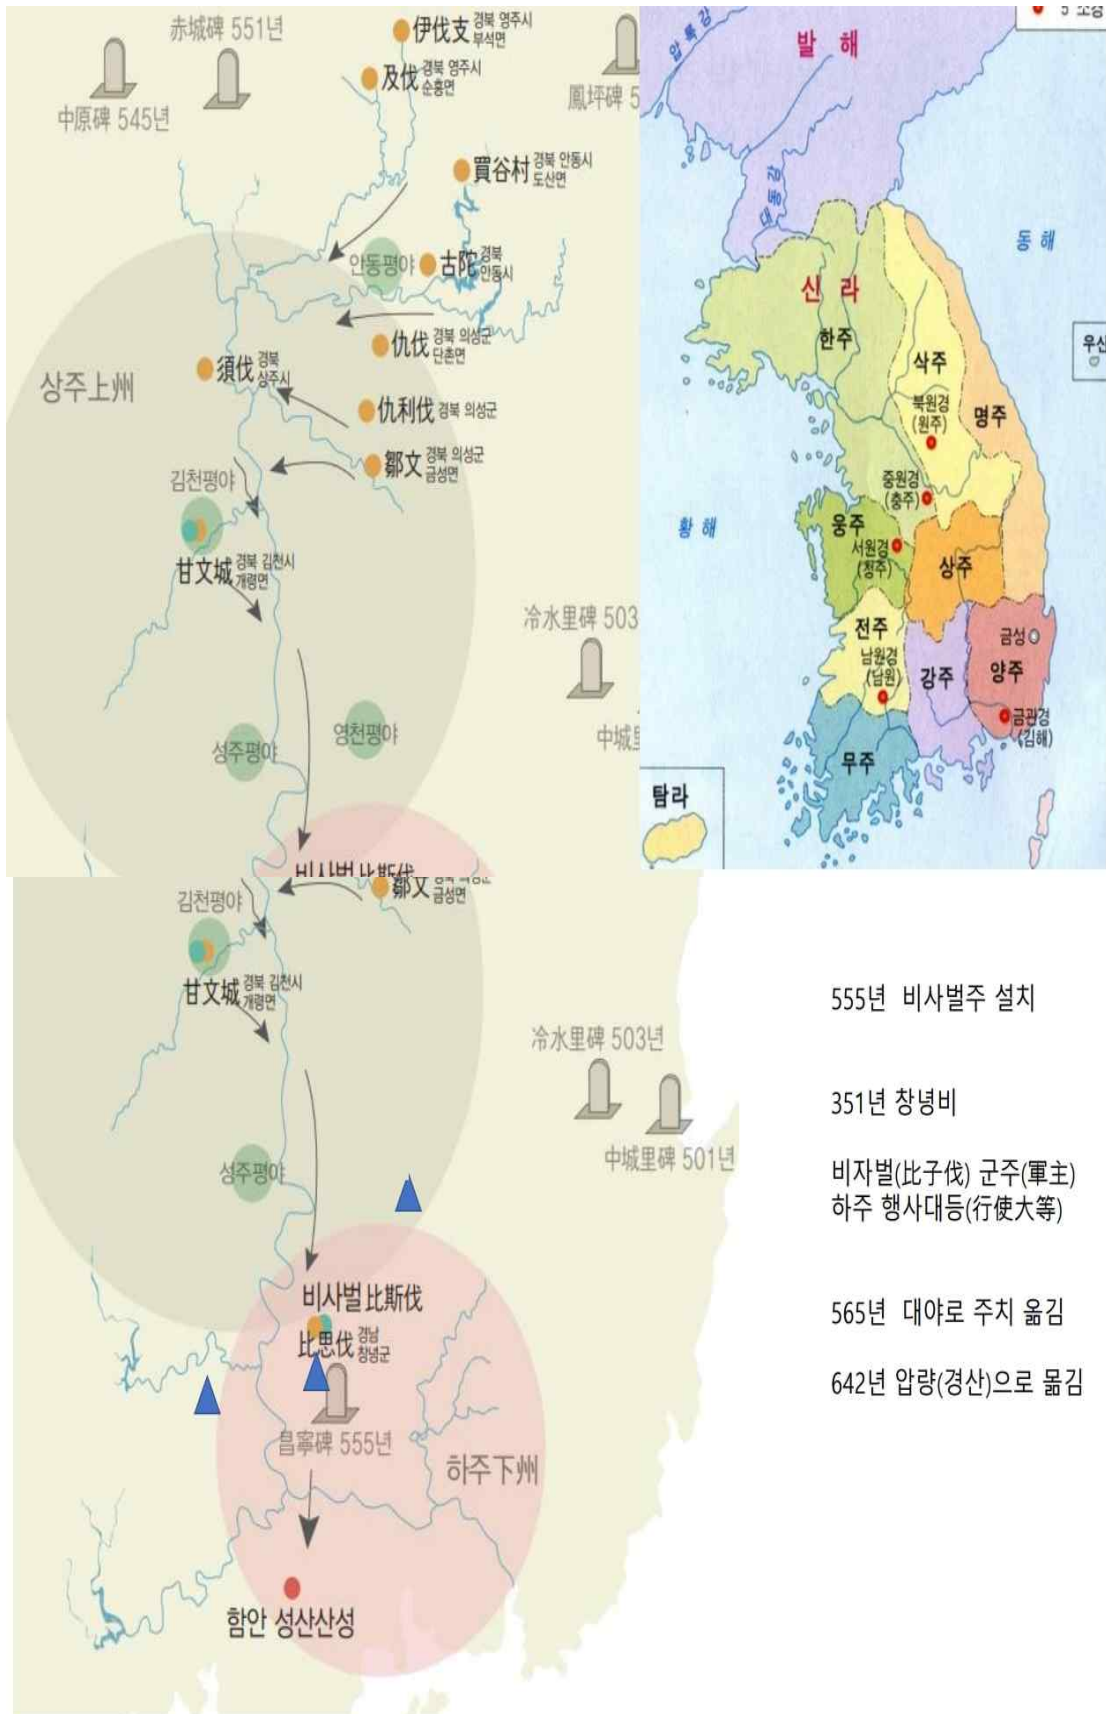 赤城碑 551년
中原碑 545년
伊伐支 경북 영주시
부석면
及伐 경북 영주시
순흥면
鳳坪碑 5
買谷村 경북 안동시
도산면
안동평야
古陀 경북
안동시
仇伐 경북 의성군
단촌면
須伐 경북
상주시
상주上州
仇利伐 경북 의성군
鄒文 경북 의성군
금성면
김천평야
甘文城 경북 김천시
개령면
冷水里碑 503
中城里
성주평야
영천평야
비사벌 比斯伐
5 소경
압록강
발 해
대동강
동 해
신 라
한주
삭주
우산
북원경
(원주)
명주
중원경
(충주)
황 해
웅주
서원경
(청주)
상주
전주
금성
남원경
(남원)
강주
양주
금관경
(김해)
무주
탐라
鄒文 경북 의성군
금성면
김천평야
甘文城 경북 김천시
개령면
冷水里碑 503년
中城里碑 501년
성주평야
비사벌 比斯伐
比思伐 경남
창녕군
昌寧碑 555년
하주下州
함안 성산산성
555년 비사벌주 설치
351년 창녕비
비자벌(比子伐) 군주(軍主)
하주 행사대등(行使大等)
565년 대야로 주치 옮김
642년 압량(경산)으로 몲김